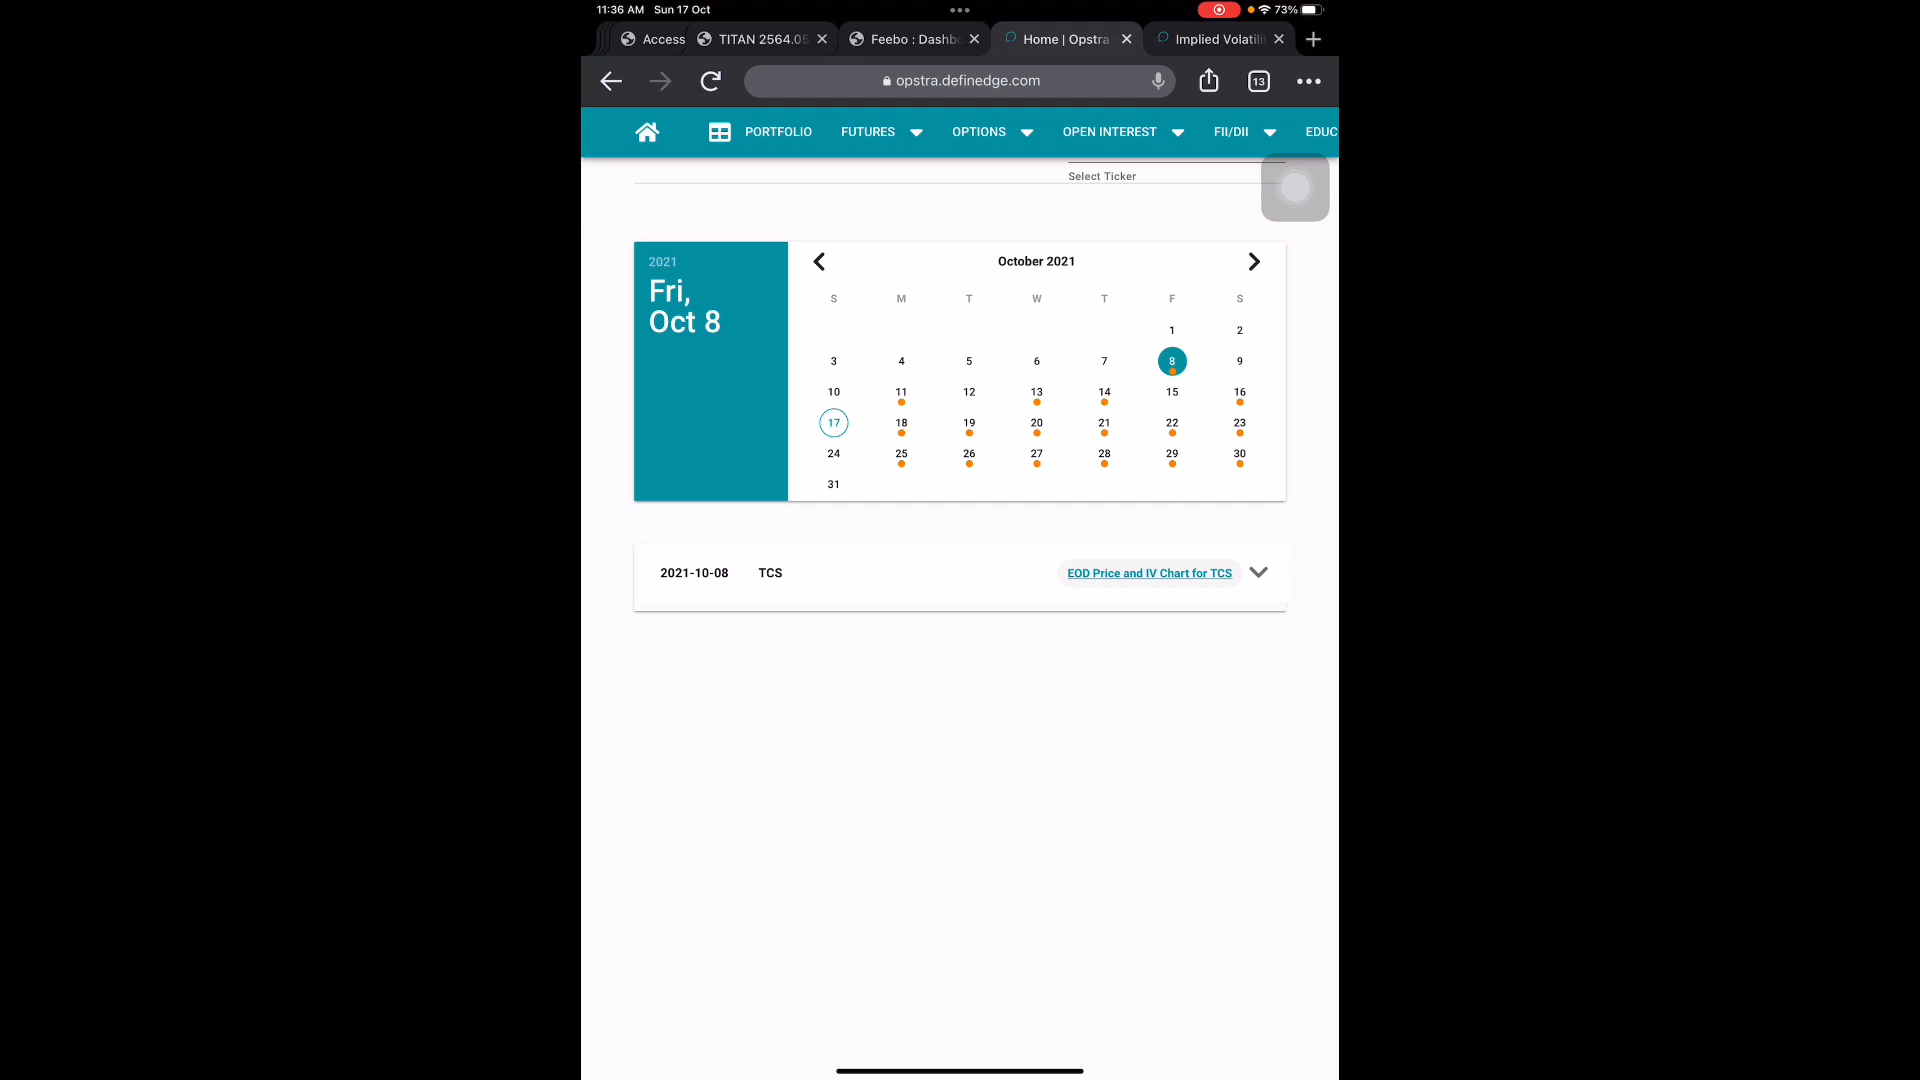 11:36 AM Sun 17 Oct
73%
Access
TITAN 2564.05
Feebo : Dashbo
Home | Opstra
Implied Volatili
opstra.definedge.com
13
PORTFOLIO
FUTURES
OPTIONS
OPEN INTEREST
FII/DII
EDUC
Select Ticker
2021
Fri,
Oct 8
October 2021
S M T W T F S
1 2
3 4 5 6 7 8 9
10 11 12 13 14 15 16
17 18 19 20 21 22 23
24 25 26 27 28 29 30
31
2021-10-08 TCS EOD Price and IV Chart for TCS